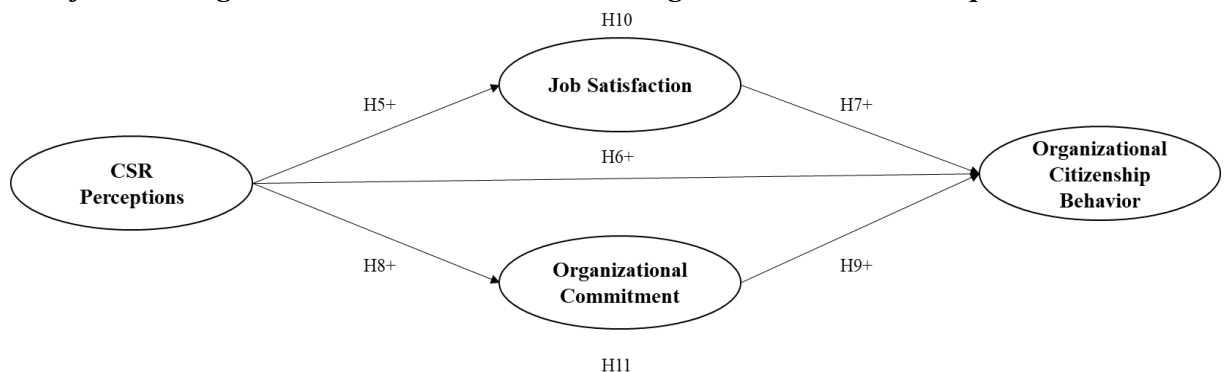 H10
Job Satisfaction
H5+
H7+
H6+
CSR
Perceptions
Organizational
Citizenship
Behavior
H8+
H9+
Organizational
Commitment
H11